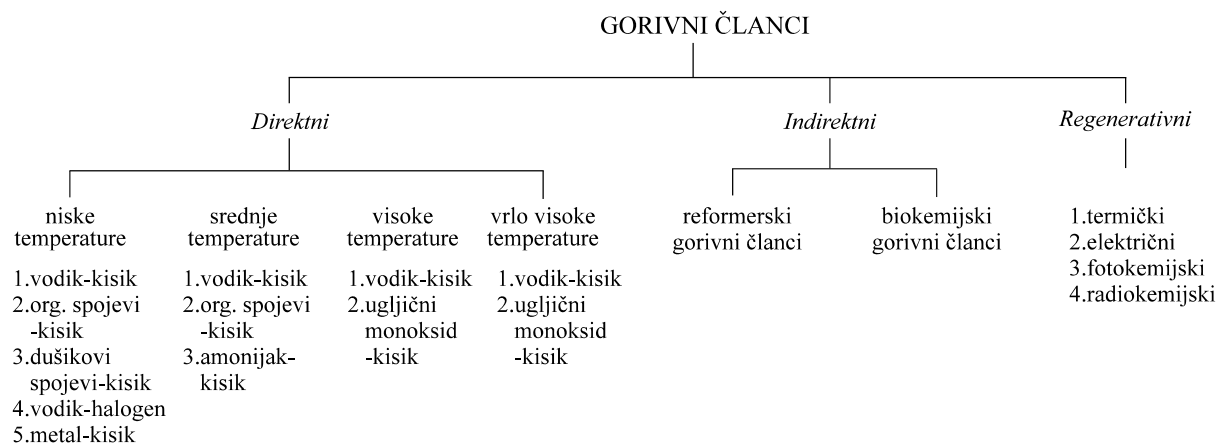 GORIVNI ČLANCI
Direktni
Indirektni
Regenerativni
niske
temperature
1.vodik-kisik
2.org. spojevi
-kisik
3.dušikovi
spojevi-kisik
4.vodik-halogen
5.metal-kisik
srednje
temperature
1.vodik-kisik
2.org. spojevi
-kisik
3.amonijak-
kisik
visoke
temperature
1.vodik-kisik
2.ugljični
monoksid
-kisik
vrlo visoke
temperature
1.vodik-kisik
2.ugljični
monoksid
-kisik
reformerski
gorivni članci
biokemijski
gorivni članci
1.termički
2.električni
3.fotokemijski
4.radiokemijski